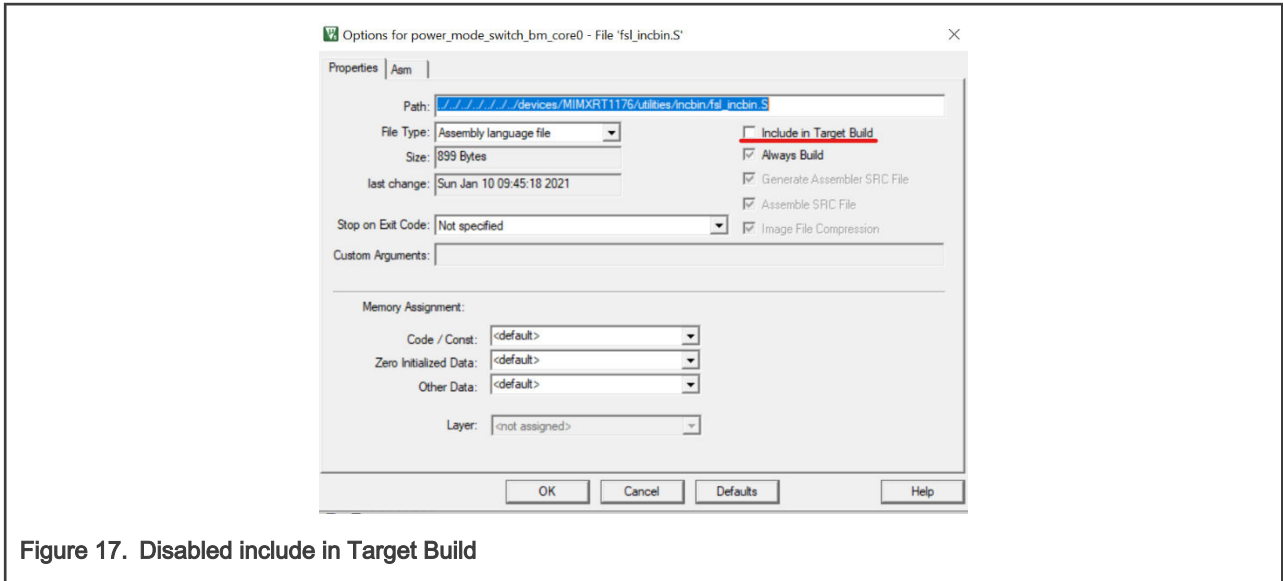 Options for power_mode_switch_bm_core0 - File 'fsl_incbin.S'
Properties Asm
Path: ../../../../../../../devices/MIMXRT1176/utilities/incbin/fsl_incbin.S
File Type: Assembly language file
Include in Target Build
Size: 899 Bytes
Always Build
last change: Sun Jan 10 09:45:18 2021
Generate Assembler SRC File
Assemble SRC File
Stop on Exit Code: Not specified
Image File Compression
Custom Arguments:
Memory Assignment:
Code / Const: <default>
Zero Initialized Data: <default>
Other Data: <default>
Layer: <not assigned>
OK Cancel Defaults Help
Figure 17. Disabled include in Target Build